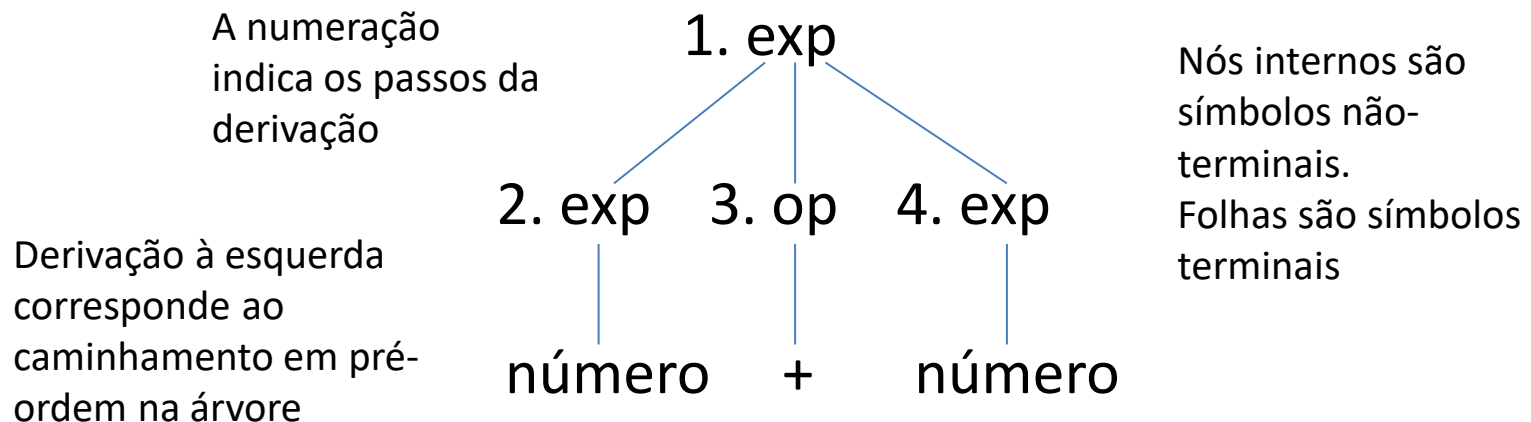 A numeração
indica os passos da
derivação
1. exp
Nós internos são
símbolos não-
terminais.
Folhas são símbolos
terminais
2. exp 3. op 4. exp
Derivação à esquerda
corresponde ao
caminhamento em pré-
ordem na árvore
número + número